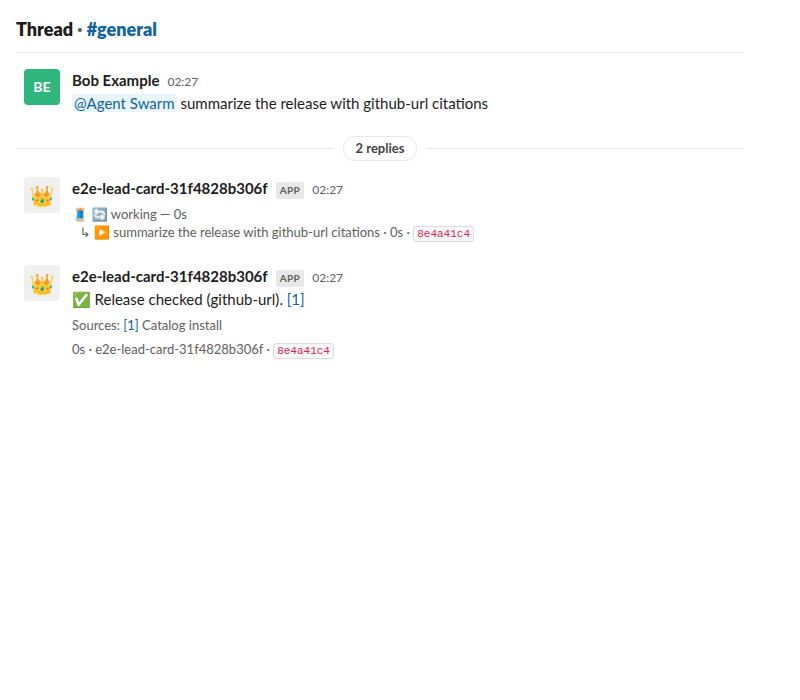 Thread • #general
BE
Bob Example 02:27
@Agent Swarm summarize the release with github-url citations
2 replies
e2e-lead-card-31f4828b306f APP 02:27
🧵 🔄 working — 0s
↳ ▶️ summarize the release with github-url citations · 0s · 8e4a41c4
e2e-lead-card-31f4828b306f APP 02:27
✅ Release checked (github-url). [1]
Sources: [1] Catalog install
0s · e2e-lead-card-31f4828b306f · 8e4a41c4